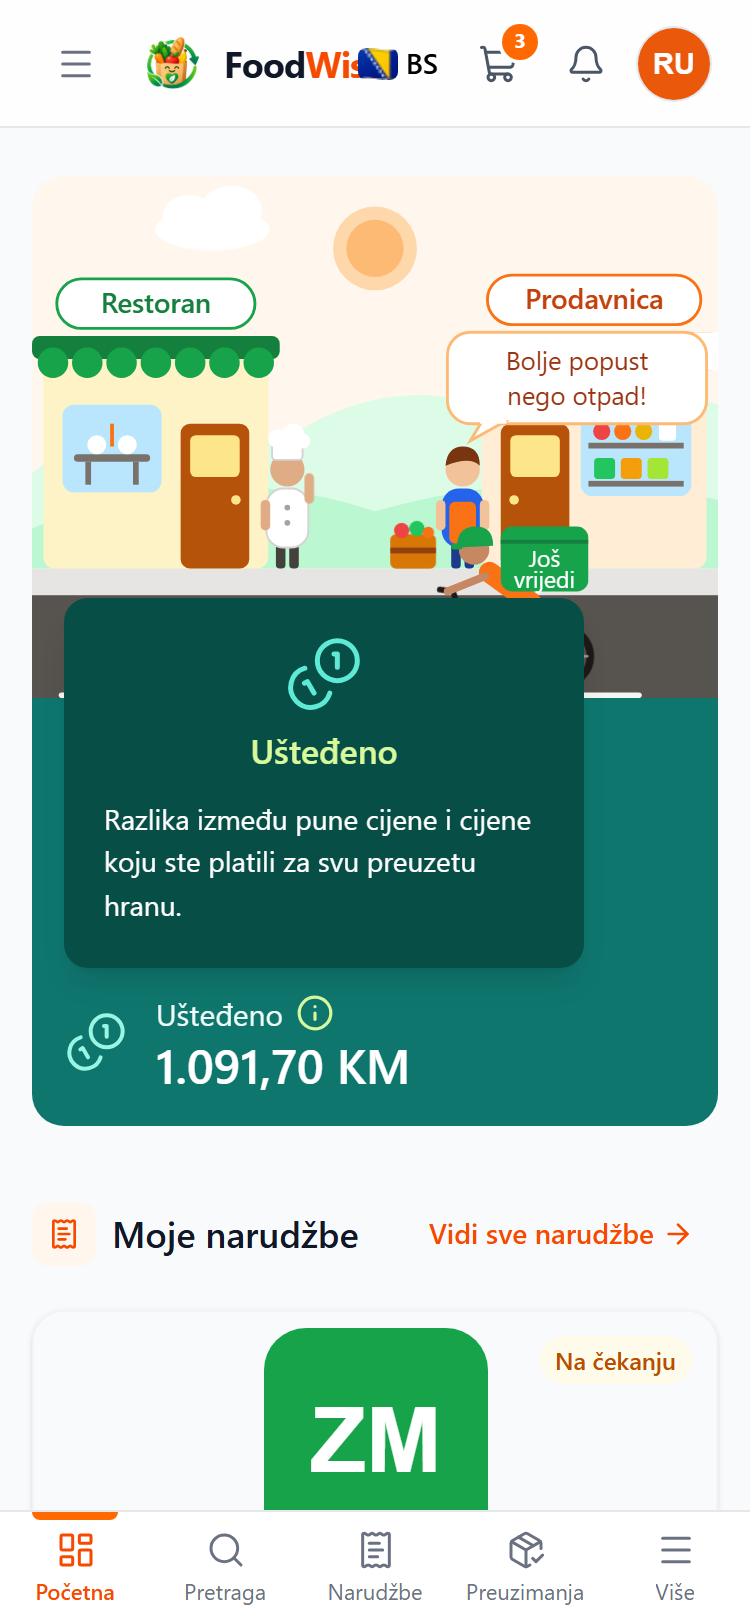 FoodWis
BS
3
RU
Restoran
Prodavnica
Bolje popust
nego otpad!
Još
vrijedi
Ušteđeno
Razlika između pune cijene i cijene
koju ste platili za svu preuzetu
hranu.
Ušteđeno
1.091,70 KM
Moje narudžbe
Vidi sve narudžbe
Na čekanju
ZM
Početna
Pretraga
Narudžbe
Preuzimanja
Više